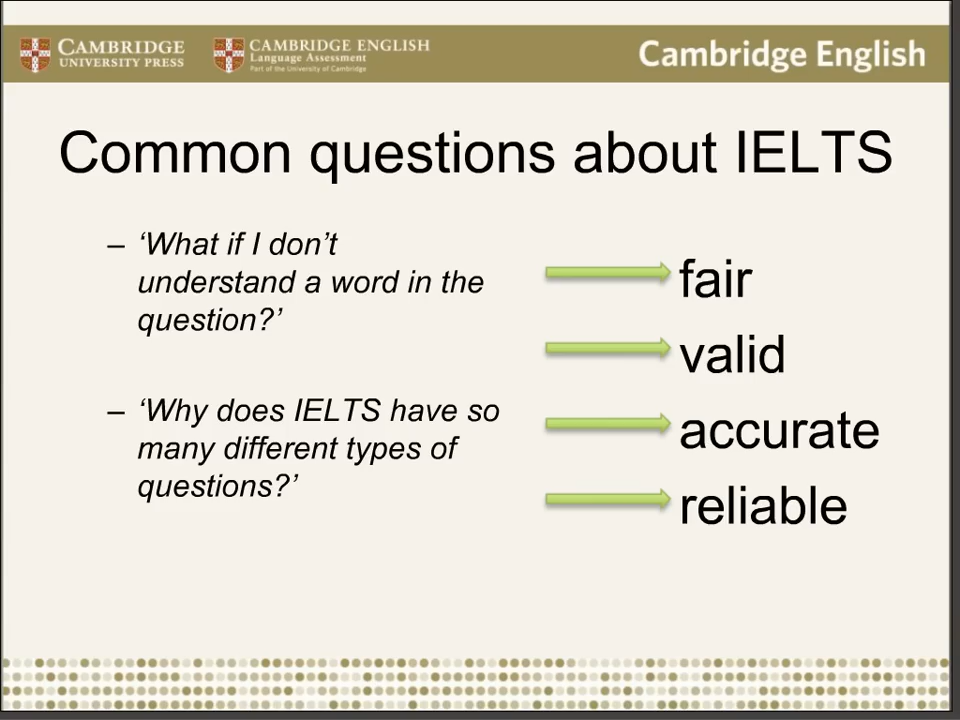 CAMBRIDGE
UNIVERSITY PRESS
CAMBRIDGE ENGLISH
Language Assessment
Part of the University of Cambridge
Cambridge English
Common questions about IELTS
– ‘What if I don’t
understand a word in the
question?’
– ‘Why does IELTS have so
many different types of
questions?’
fair
valid
accurate
reliable